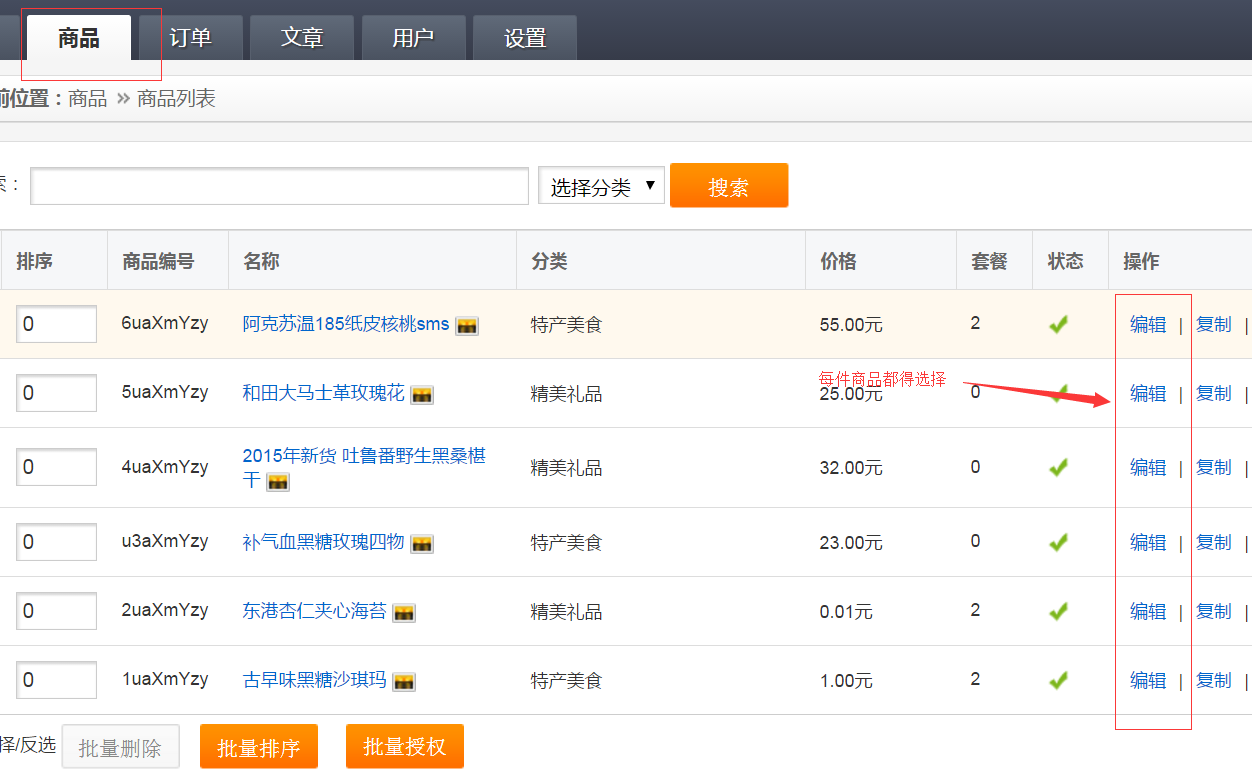 商品 订单 文章 用户 设置
前位置：商品 » 商品列表
索： 选择分类 ▼ 搜索
排序 商品编号 名称 分类 价格 套餐 状态 操作
0 6uaXmYzy 阿克苏温185纸皮核桃sms 特产美食 55.00元 2 编辑 | 复制 |
每件商品都得选择
0 5uaXmYzy 和田大马士革玫瑰花 精美礼品 25.00元 0 编辑 | 复制 |
0 4uaXmYzy 2015年新货 吐鲁番野生黑桑椹 精美礼品 32.00元 0 编辑 | 复制 |
干
0 u3aXmYzy 补气血黑糖玫瑰四物 特产美食 23.00元 0 编辑 | 复制 |
0 2uaXmYzy 东港杏仁夹心海苔 精美礼品 0.01元 2 编辑 | 复制 |
0 1uaXmYzy 古早味黑糖沙琪玛 特产美食 1.00元 2 编辑 | 复制 |
择/反选 批量删除 批量排序 批量授权